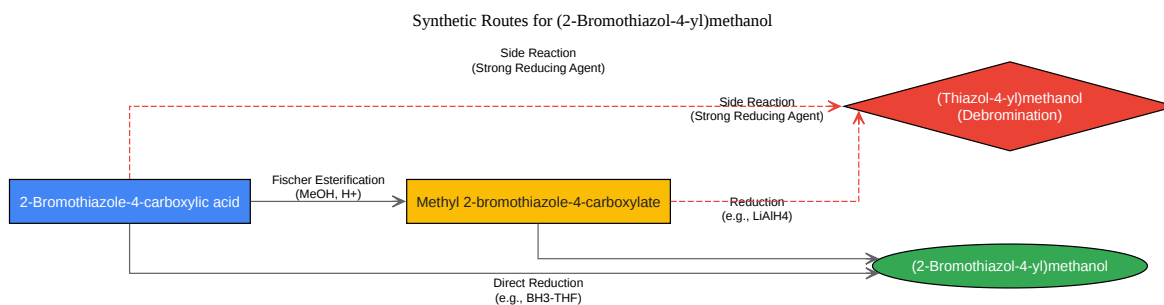 Synthetic Routes for (2-Bromothiazol-4-yl)methanol
Side Reaction
(Strong Reducing Agent)
Side Reaction
(Strong Reducing Agent)
(Thiazol-4-yl)methanol
(Debromination)
2-Bromothiazole-4-carboxylic acid
Fischer Esterification
(MeOH, H+)
Methyl 2-bromothiazole-4-carboxylate
Reduction
(e.g., LiAlH4)
(2-Bromothiazol-4-yl)methanol
Direct Reduction
(e.g., BH3-THF)